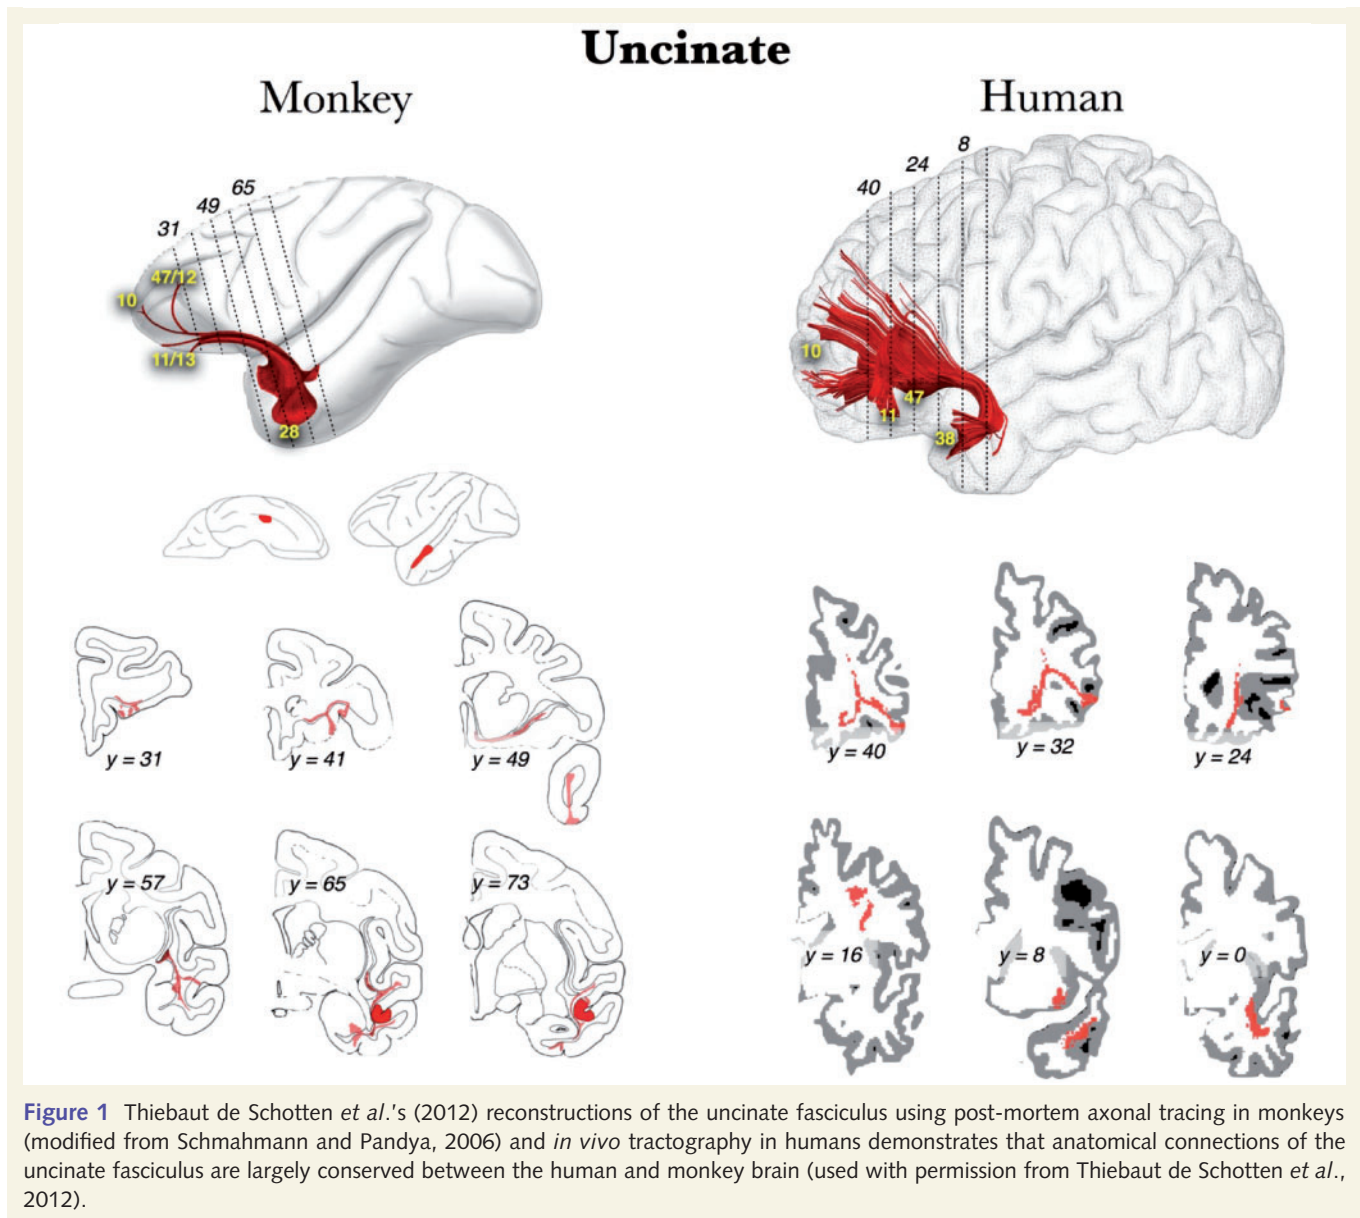 Uncinate
Monkey
Human
65
49
31
47/12
10
11/13
28
8
24
40
10
47
11
38
y = 31
y = 41
y = 49
y = 57
y = 65
y = 73
y = 40
y = 32
y = 24
y = 16
y = 8
y = 0
Figure 1 Thiebaut de Schotten et al.'s (2012) reconstructions of the uncinate fasciculus using post-mortem axonal tracing in monkeys
(modified from Schmahmann and Pandya, 2006) and in vivo tractography in humans demonstrates that anatomical connections of the
uncinate fasciculus are largely conserved between the human and monkey brain (used with permission from Thiebaut de Schotten et al.,
2012).